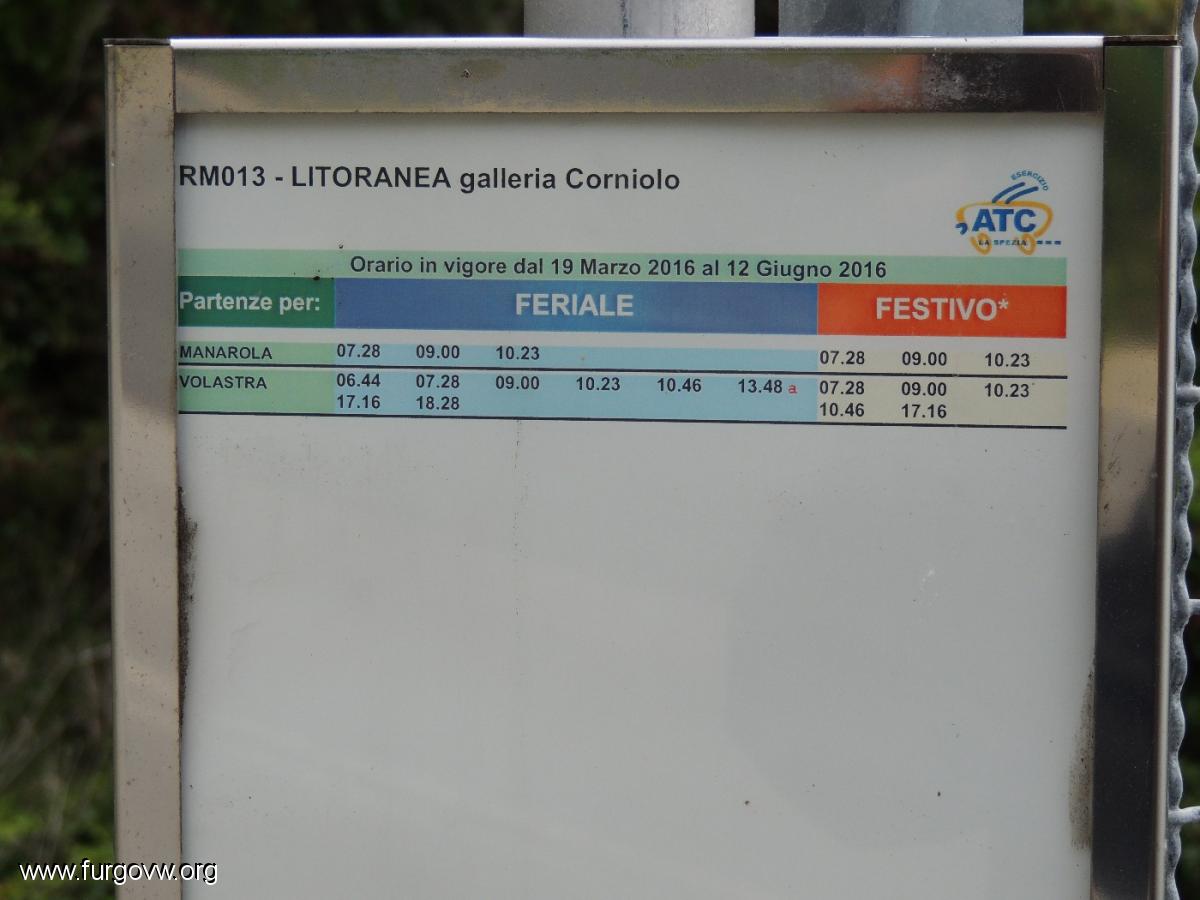 RM013 - LITORANEA galleria Corniolo
ESERCIZIO
ATC
LA SPEZIA
Orario in vigore dal 19 Marzo 2016 al 12 Giugno 2016
Partenze per: FERIALE FESTIVO*
MANAROLA 07.28 09.00 10.23 07.28 09.00 10.23
VOLASTRA 06.44 07.28 09.00 10.23 10.46 13.48 a 07.28 09.00 10.23
17.16 18.28 10.46 17.16
www.furgovw.org